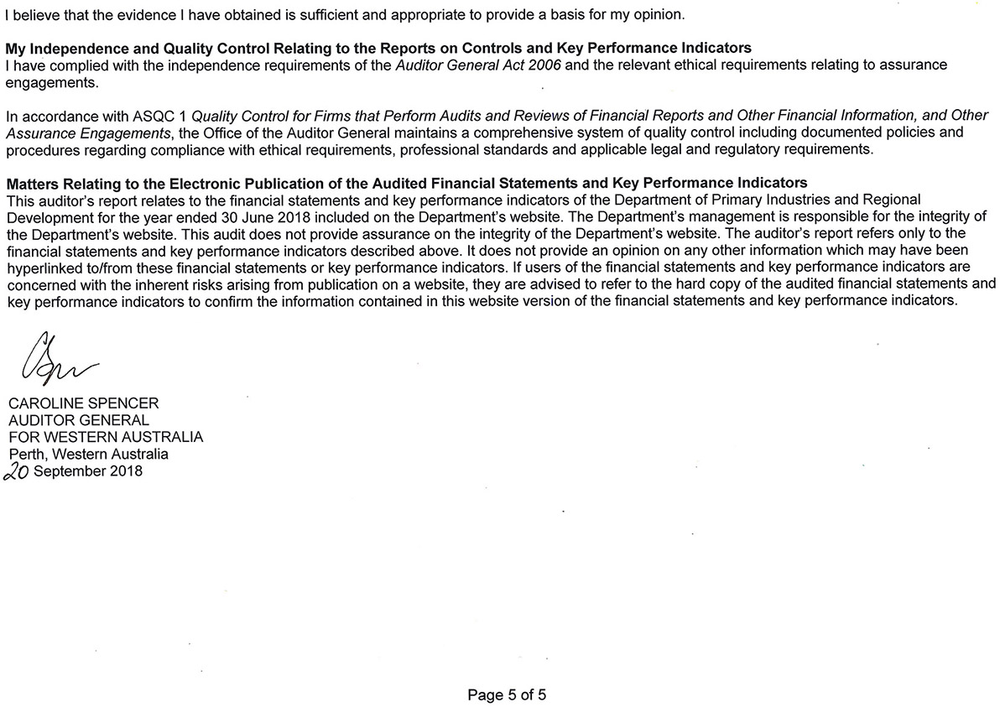 I believe that the evidence I have obtained is sufficient and appropriate to provide a basis for my opinion.
My Independence and Quality Control Relating to the Reports on Controls and Key Performance Indicators
I have complied with the independence requirements of the Auditor General Act 2006 and the relevant ethical requirements relating to assurance
engagements.
In accordance with ASQC 1 Quality Control for Firms that Perform Audits and Reviews of Financial Reports and Other Financial Information, and Other
Assurance Engagements, the Office of the Auditor General maintains a comprehensive system of quality control including documented policies and
procedures regarding compliance with ethical requirements, professional standards and applicable legal and regulatory requirements.
Matters Relating to the Electronic Publication of the Audited Financial Statements and Key Performance Indicators
This auditor's report relates to the financial statements and key performance indicators of the Department of Primary Industries and Regional
Development for the year ended 30 June 2018 included on the Department's website. The Department's management is responsible for the integrity of
the Department's website. This audit does not provide assurance on the integrity of the Department's website. The auditor's report refers only to the
financial statements and key performance indicators described above. It does not provide an opinion on any other information which may have been
hyperlinked to/from these financial statements or key performance indicators. If users of the financial statements and key performance indicators are
concerned with the inherent risks arising from publication on a website, they are advised to refer to the hard copy of the audited financial statements and
key performance indicators to confirm the information contained in this website version of the financial statements and key performance indicators.
CAROLINE SPENCER
AUDITOR GENERAL
FOR WESTERN AUSTRALIA
Perth, Western Australia
20 September 2018
Page 5 of 5